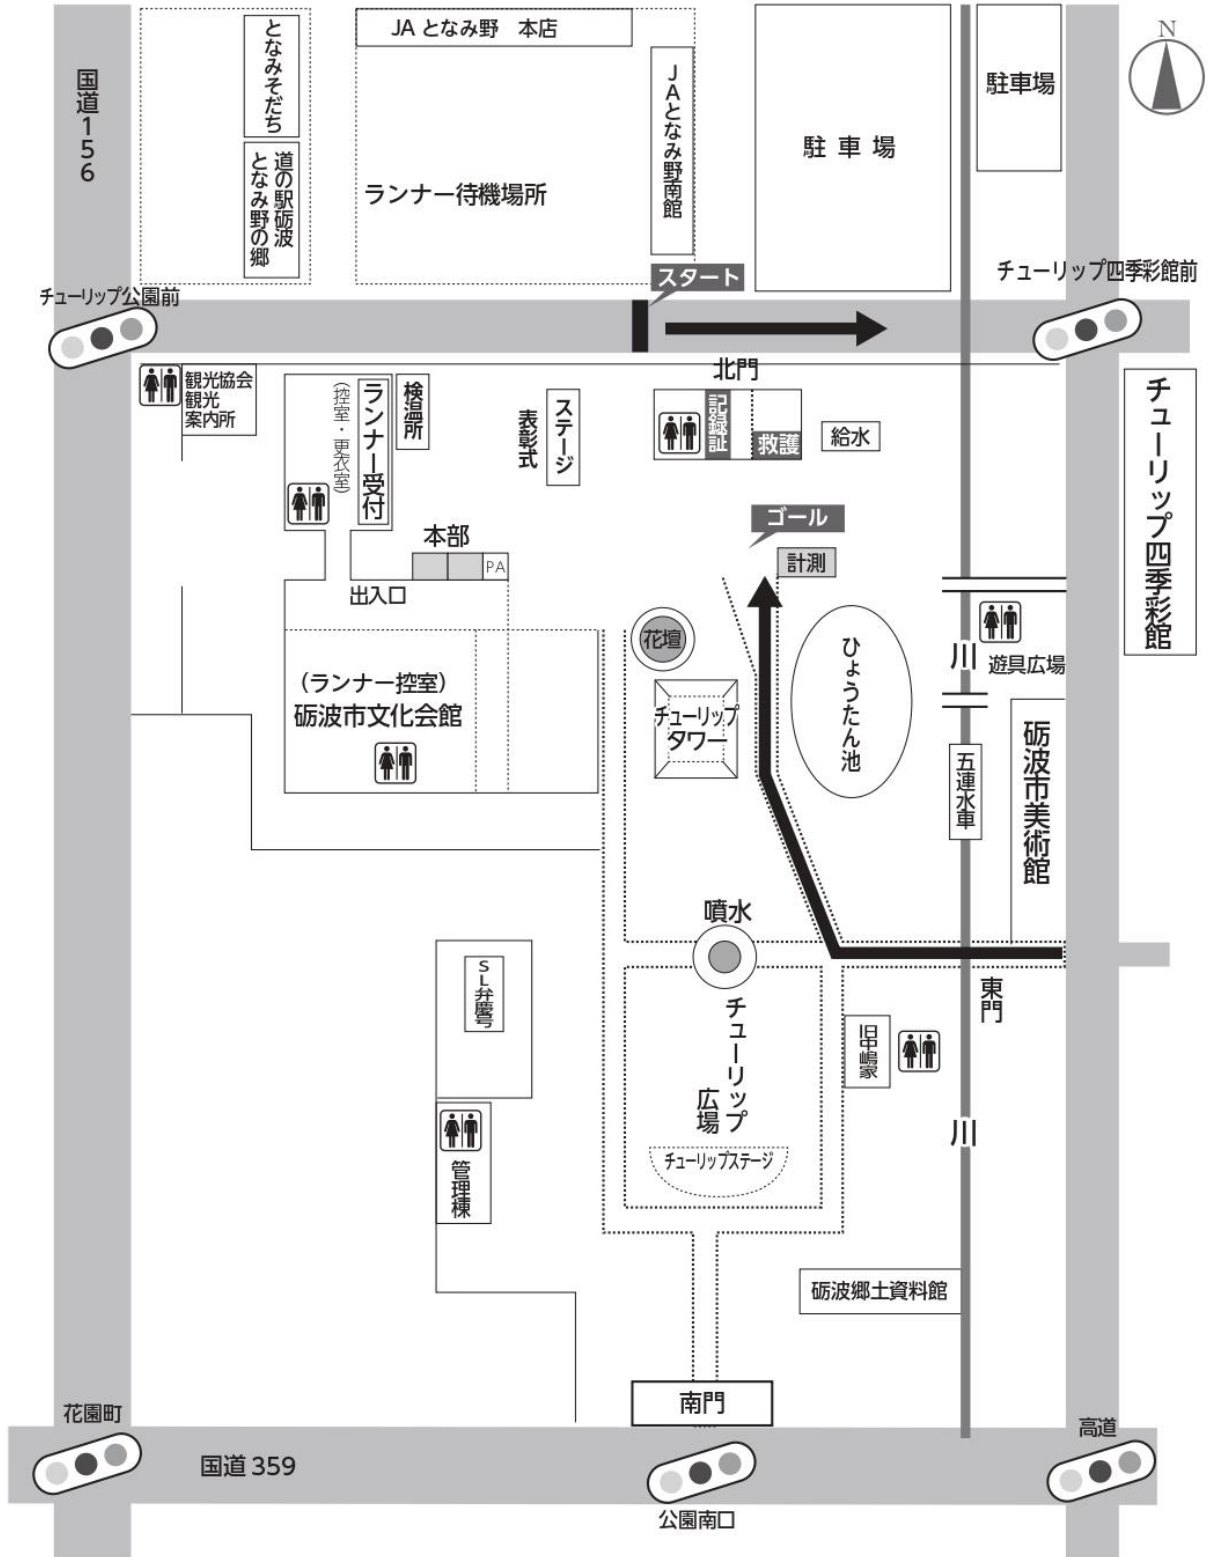 JA となみ野　本店
となみそだち
国道156
道の駅砺波
となみ野の郷
ランナー待機場所
JAとなみ野南館
駐 車 場
駐車場
N
チューリップ公園前
スタート
チューリップ四季彩館前
観光協会
観光
案内所
ランナー受付
（控室・更衣室）
検温所
ステージ
表彰式
北門
記録証
救護
給水
チューリップ四季彩館
本部
PA
出入口
ゴール
計測
花壇
ひょうたん池
川
遊具広場
（ランナー控室）
砺波市文化会館
チューリップ
タワー
五連水車
砺波市美術館
噴水
SL弁慶号
チューリップ
広場
チューリップステージ
旧中嶋家
東門
川
管理棟
砺波郷土資料館
南門
花園町
国道 359
公園南口
高道